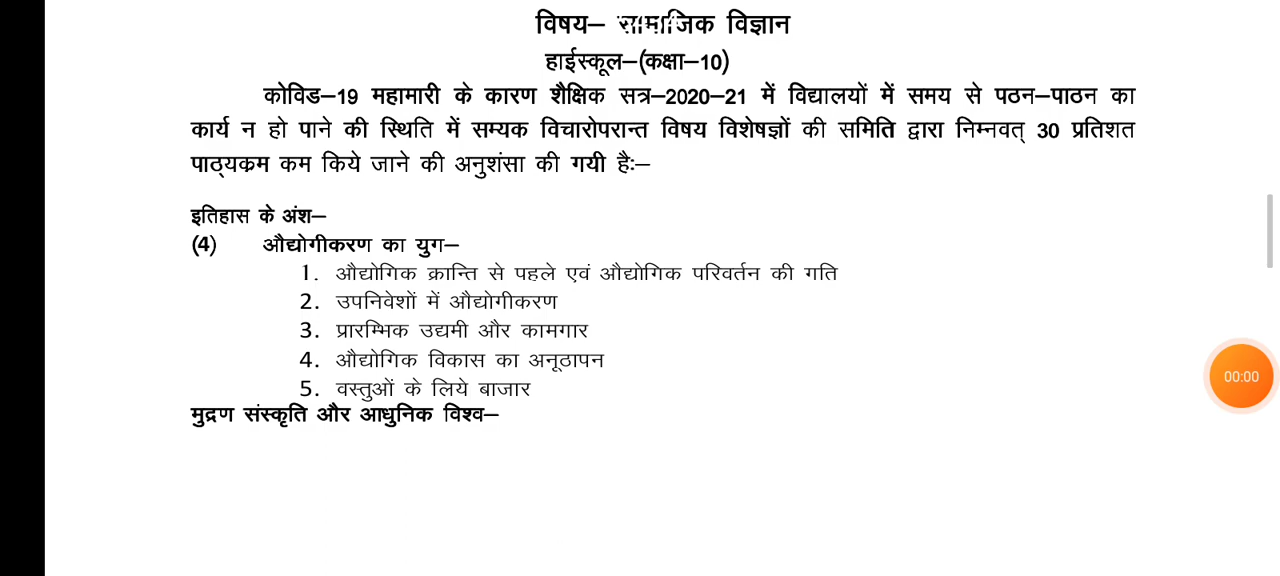 विषय– सामाजिक विज्ञान
हाईस्कूल–(कक्षा–10)
कोविड–19 महामारी के कारण शैक्षिक सत्र–2020–21 में विद्यालयों में समय से पठन–पाठन का
कार्य न हो पाने की स्थिति में सम्यक विचारोपरान्त विषय विशेषज्ञों की समिति द्वारा निम्नवत् 30 प्रतिशत
पाठ्यक्रम कम किये जाने की अनुशंसा की गयी है:–
इतिहास के अंश–
(4) औद्योगीकरण का युग–
1. औद्योगिक क्रान्ति से पहले एवं औद्योगिक परिवर्तन की गति
2. उपनिवेशों में औद्योगीकरण
3. प्रारम्भिक उद्यमी और कामगार
4. औद्योगिक विकास का अनूठापन
5. वस्तुओं के लिये बाजार
00:00
मुद्रण संस्कृति और आधुनिक विश्व–